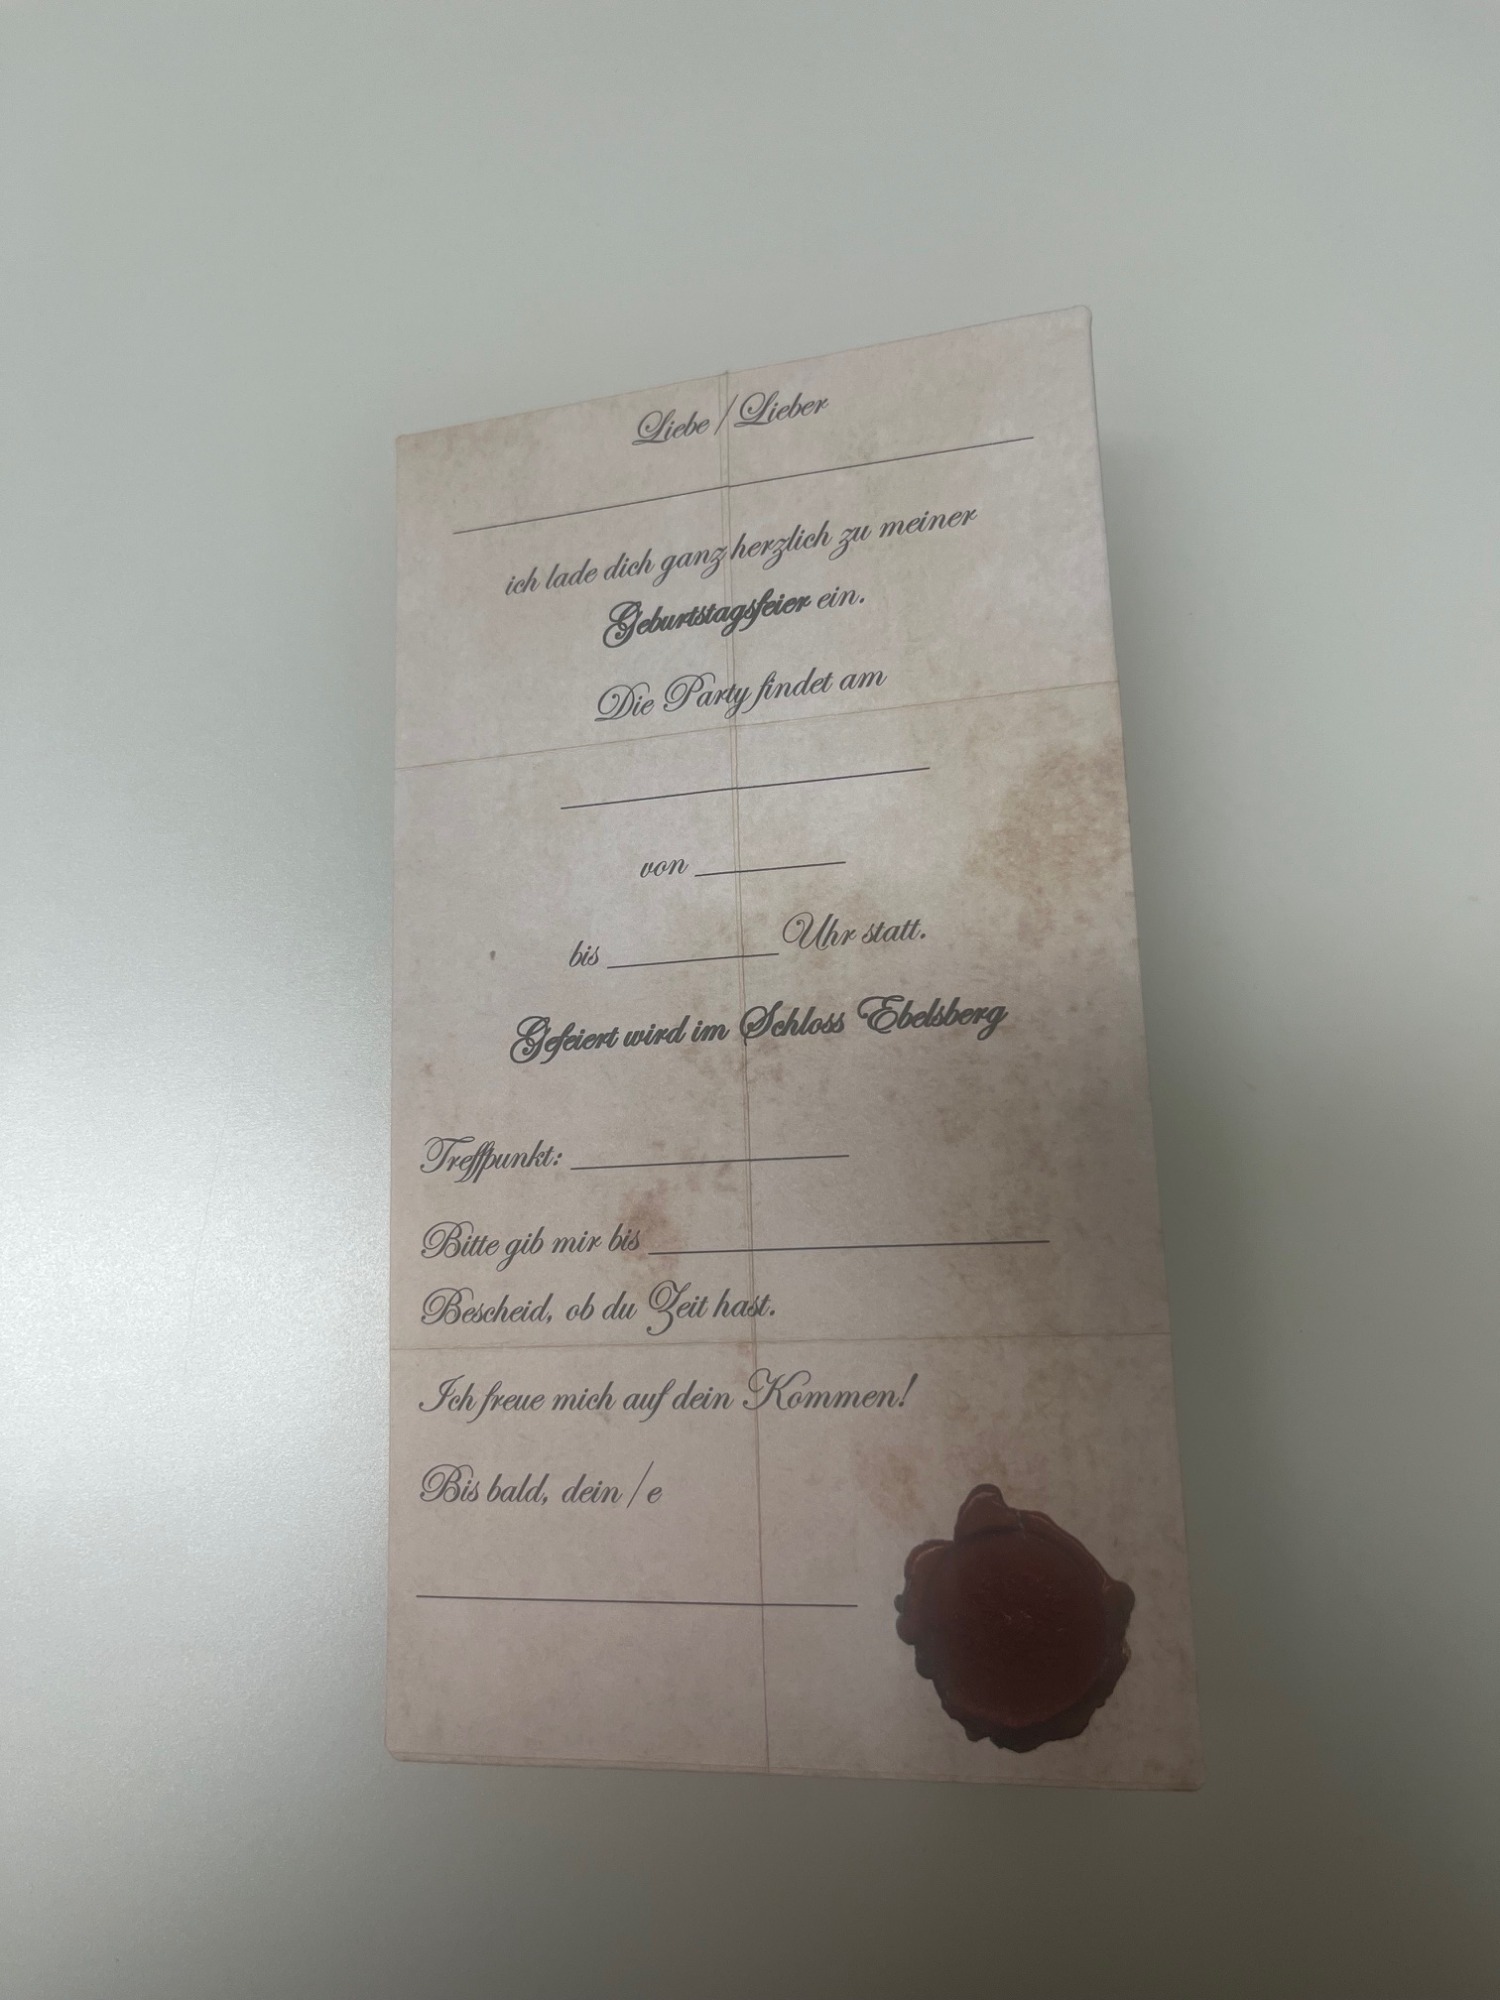 Liebe / Lieber
ich lade dich ganz herzlich zu meiner
Geburtstagsfeier ein.
Die Party findet am
von
bis Uhr statt.
Gefeiert wird im Schloss Ebelsberg
Treffpunkt:
Bitte gib mir bis
Bescheid, ob du Zeit hast.
Ich freue mich auf dein Kommen!
Bis bald, dein / e